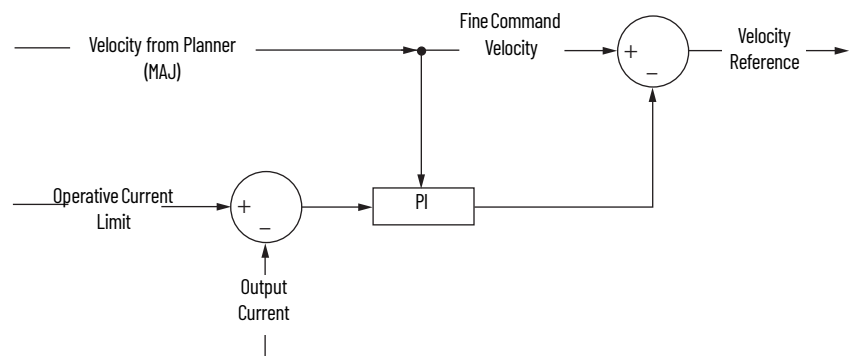 Velocity from Planner
(MAJ)
Fine Command
Velocity
+
−
Velocity
Reference
Operative Current
Limit
+
−
PI
Output
Current